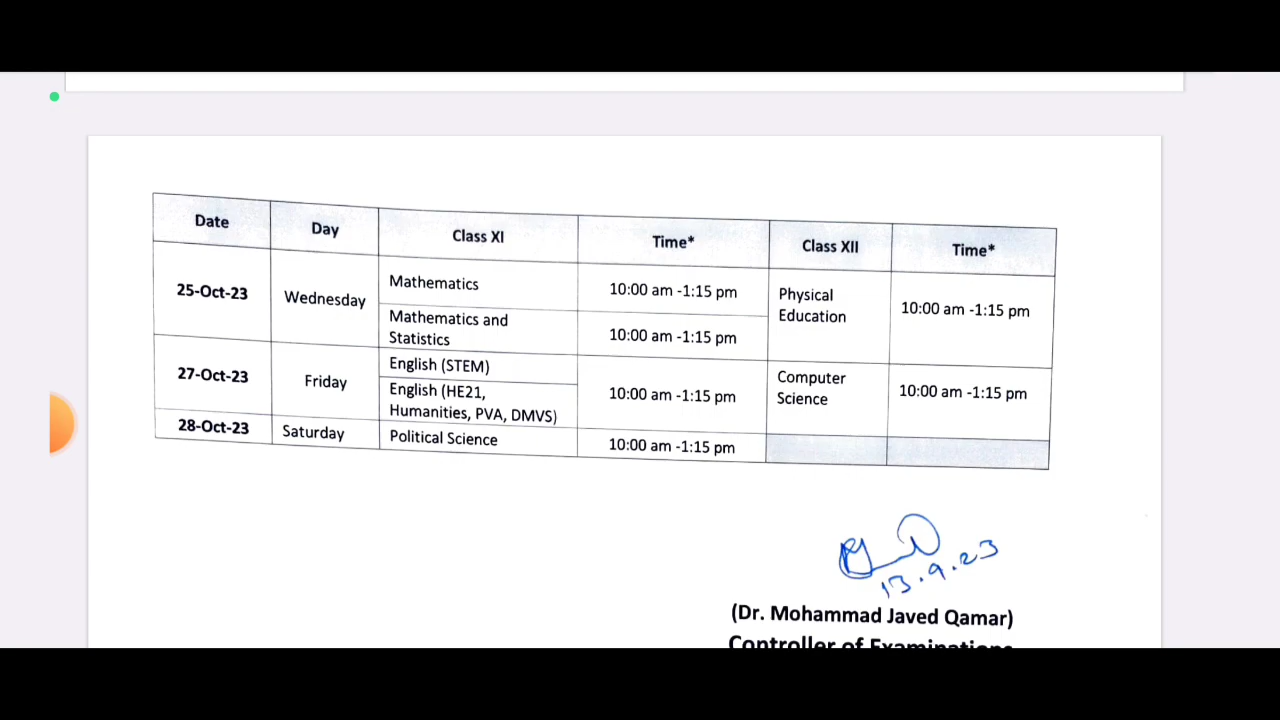 Date Day Class XI Time* Class XII Time*
25-Oct-23 Wednesday Mathematics 10:00 am -1:15 pm Physical Education 10:00 am -1:15 pm
Mathematics and Statistics 10:00 am -1:15 pm
27-Oct-23 Friday English (STEM) 10:00 am -1:15 pm Computer Science 10:00 am -1:15 pm
English (HE21, Humanities, PVA, DMVS)
28-Oct-23 Saturday Political Science 10:00 am -1:15 pm
13.9.23
(Dr. Mohammad Javed Qamar)
Controller of Examinations